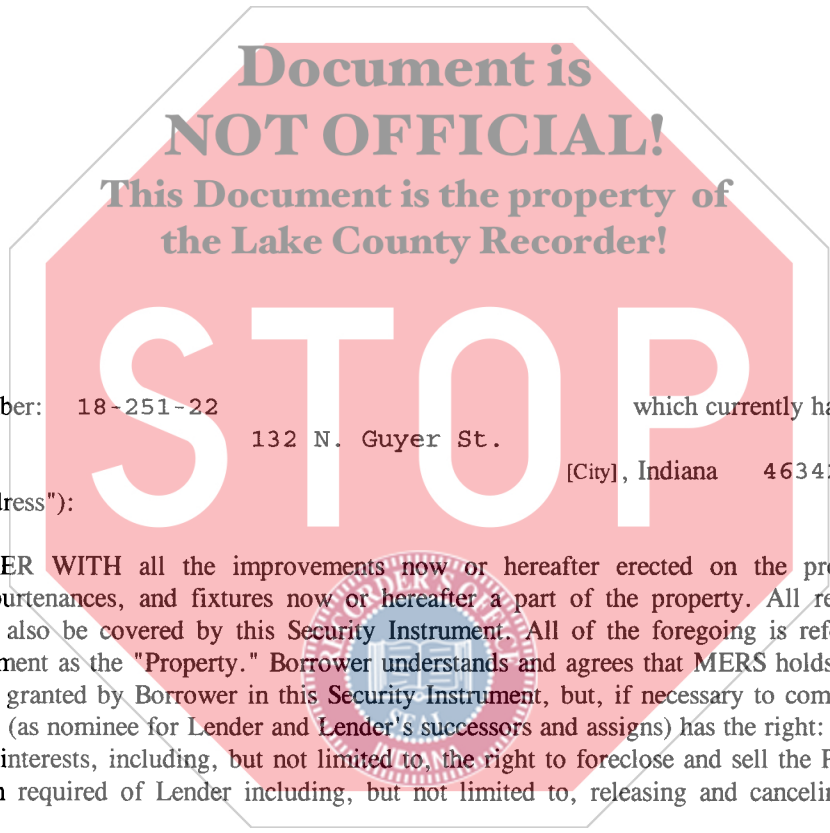 Document is
NOT OFFICIAL!
This Document is the property of
the Lake County Recorder!
STOP
ber: 18-251-22 which currently ha
132 N. Guyer St.
[City], Indiana 4634
dress"):
ER WITH all the improvements now or hereafter erected on the pro
ourtenances, and fixtures now or hereafter a part of the property. All re
also be covered by this Security Instrument. All of the foregoing is refe
ment as the "Property." Borrower understands and agrees that MERS holds
granted by Borrower in this Security Instrument, but, if necessary to com
(as nominee for Lender and Lender's successors and assigns) has the right:
interests, including, but not limited to, the right to foreclose and sell the P
n required of Lender including, but not limited to, releasing and cancelin
RECORDER'S OFFICE
SEAL
INDIANA